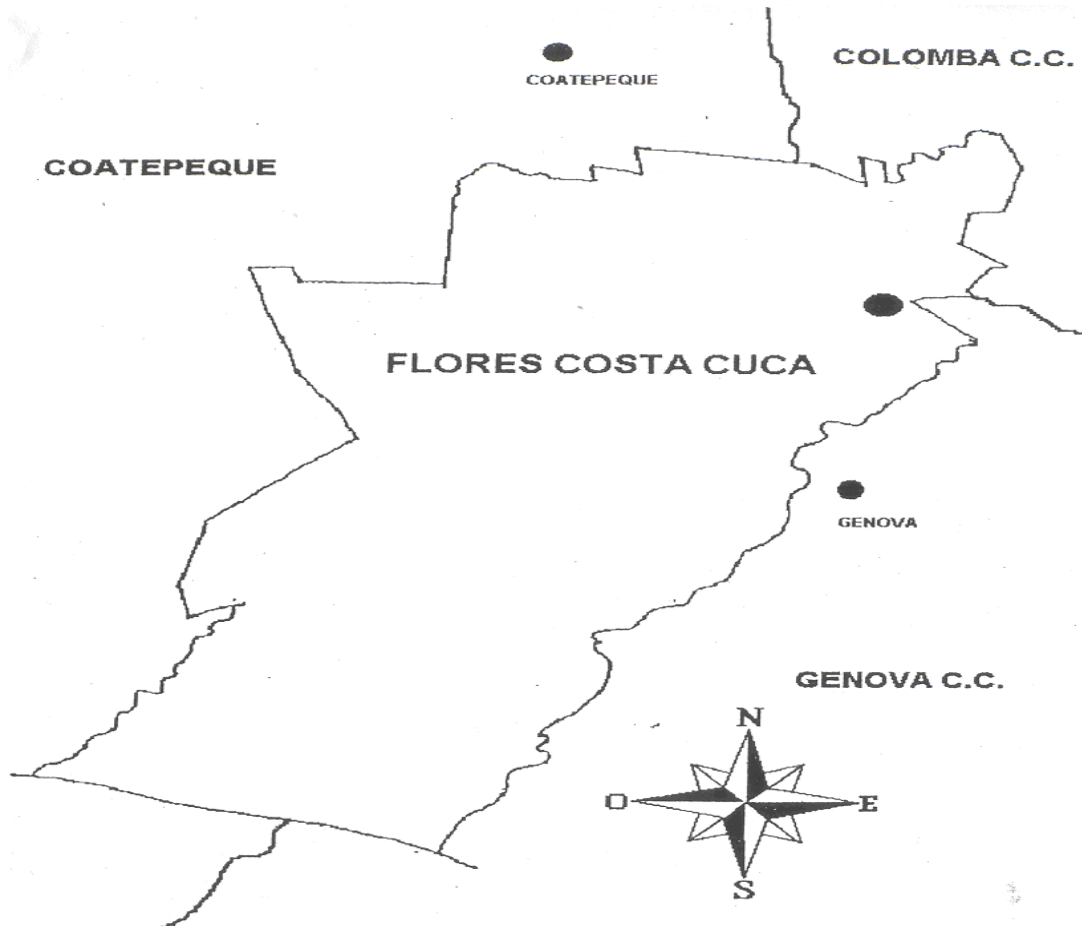 COLOMBA C.C.
COATEPEQUE
COATEPEQUE
FLORES COSTA CUCA
GENOVA
GENOVA C.C.
N
O
E
S